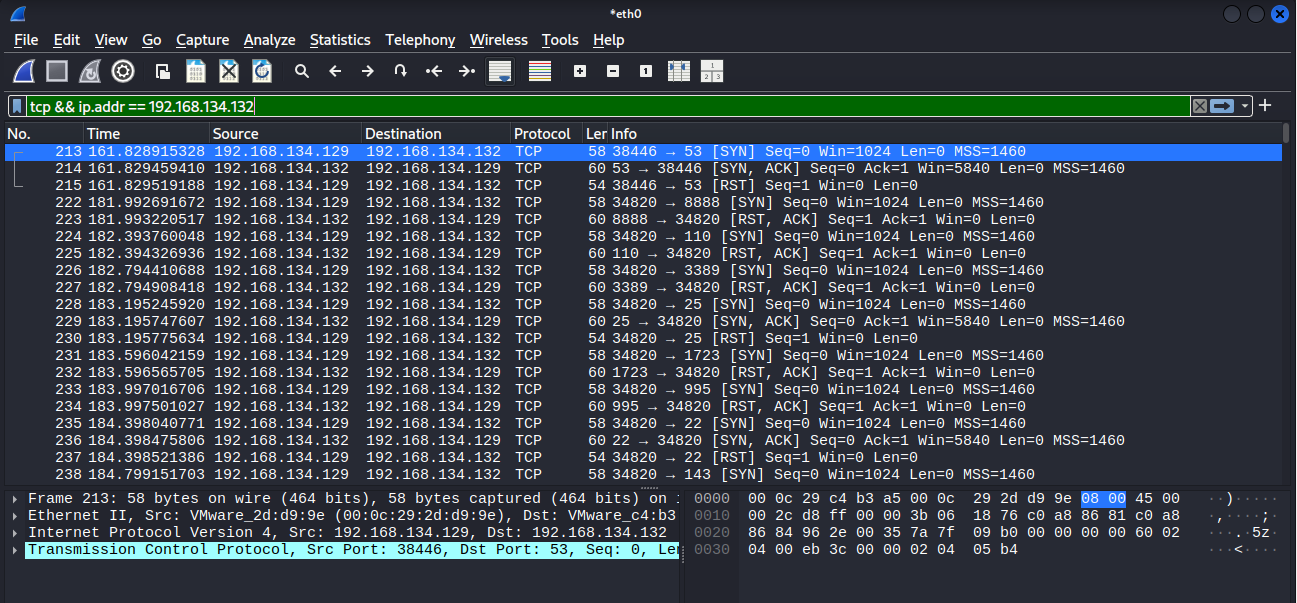 *eth0
File Edit View Go Capture Analyze Statistics Telephony Wireless Tools Help
tcp && ip.addr == 192.168.134.132
No. Time Source Destination Protocol Ler Info
213 161.828915328 192.168.134.129 192.168.134.132 TCP 58 38446 → 53 [SYN] Seq=0 Win=1024 Len=0 MSS=1460
214 161.829459410 192.168.134.132 192.168.134.129 TCP 60 53 → 38446 [SYN, ACK] Seq=0 Ack=1 Win=5840 Len=0 MSS=1460
215 161.829519188 192.168.134.129 192.168.134.132 TCP 54 38446 → 53 [RST] Seq=1 Win=0 Len=0
222 181.992691672 192.168.134.129 192.168.134.132 TCP 58 34820 → 8888 [SYN] Seq=0 Win=1024 Len=0 MSS=1460
223 181.993220517 192.168.134.132 192.168.134.129 TCP 60 8888 → 34820 [RST, ACK] Seq=1 Ack=1 Win=0 Len=0
224 182.393760048 192.168.134.129 192.168.134.132 TCP 58 34820 → 110 [SYN] Seq=0 Win=1024 Len=0 MSS=1460
225 182.394326936 192.168.134.132 192.168.134.129 TCP 60 110 → 34820 [RST, ACK] Seq=1 Ack=1 Win=0 Len=0
226 182.794410688 192.168.134.129 192.168.134.132 TCP 58 34820 → 3389 [SYN] Seq=0 Win=1024 Len=0 MSS=1460
227 182.794908418 192.168.134.132 192.168.134.129 TCP 60 3389 → 34820 [RST, ACK] Seq=1 Ack=1 Win=0 Len=0
228 183.195245920 192.168.134.129 192.168.134.132 TCP 58 34820 → 25 [SYN] Seq=0 Win=1024 Len=0 MSS=1460
229 183.195747607 192.168.134.132 192.168.134.129 TCP 60 25 → 34820 [SYN, ACK] Seq=0 Ack=1 Win=5840 Len=0 MSS=1460
230 183.195775634 192.168.134.129 192.168.134.132 TCP 54 34820 → 25 [RST] Seq=1 Win=0 Len=0
231 183.596042159 192.168.134.129 192.168.134.132 TCP 58 34820 → 1723 [SYN] Seq=0 Win=1024 Len=0 MSS=1460
232 183.596565705 192.168.134.132 192.168.134.129 TCP 60 1723 → 34820 [RST, ACK] Seq=1 Ack=1 Win=0 Len=0
233 183.997016706 192.168.134.129 192.168.134.132 TCP 58 34820 → 995 [SYN] Seq=0 Win=1024 Len=0 MSS=1460
234 183.997501027 192.168.134.132 192.168.134.129 TCP 60 995 → 34820 [RST, ACK] Seq=1 Ack=1 Win=0 Len=0
235 184.398040771 192.168.134.129 192.168.134.132 TCP 58 34820 → 22 [SYN] Seq=0 Win=1024 Len=0 MSS=1460
236 184.398475806 192.168.134.132 192.168.134.129 TCP 60 22 → 34820 [SYN, ACK] Seq=0 Ack=1 Win=5840 Len=0 MSS=1460
237 184.398521386 192.168.134.129 192.168.134.132 TCP 54 34820 → 22 [RST] Seq=1 Win=0 Len=0
238 184.799151703 192.168.134.129 192.168.134.132 TCP 58 34820 → 143 [SYN] Seq=0 Win=1024 Len=0 MSS=1460
Frame 213: 58 bytes on wire (464 bits), 58 bytes captured (464 bits) on i
Ethernet II, Src: VMware_2d:d9:9e (00:0c:29:2d:d9:9e), Dst: VMware_c4:b3
Internet Protocol Version 4, Src: 192.168.134.129, Dst: 192.168.134.132
Transmission Control Protocol, Src Port: 38446, Dst Port: 53, Seq: 0, Len
0000 00 0c 29 c4 b3 a5 00 0c 29 2d d9 9e 08 00 45 00 ··)·····
0010 00 2c d8 ff 00 00 3b 06 18 76 c0 a8 86 81 c0 a8 ·,····;·
0020 86 84 96 2e 00 35 7a 7f 09 b0 00 00 00 00 60 02 ···.·5z·
0030 04 00 eb 3c 00 00 02 04 05 b4 ···<····